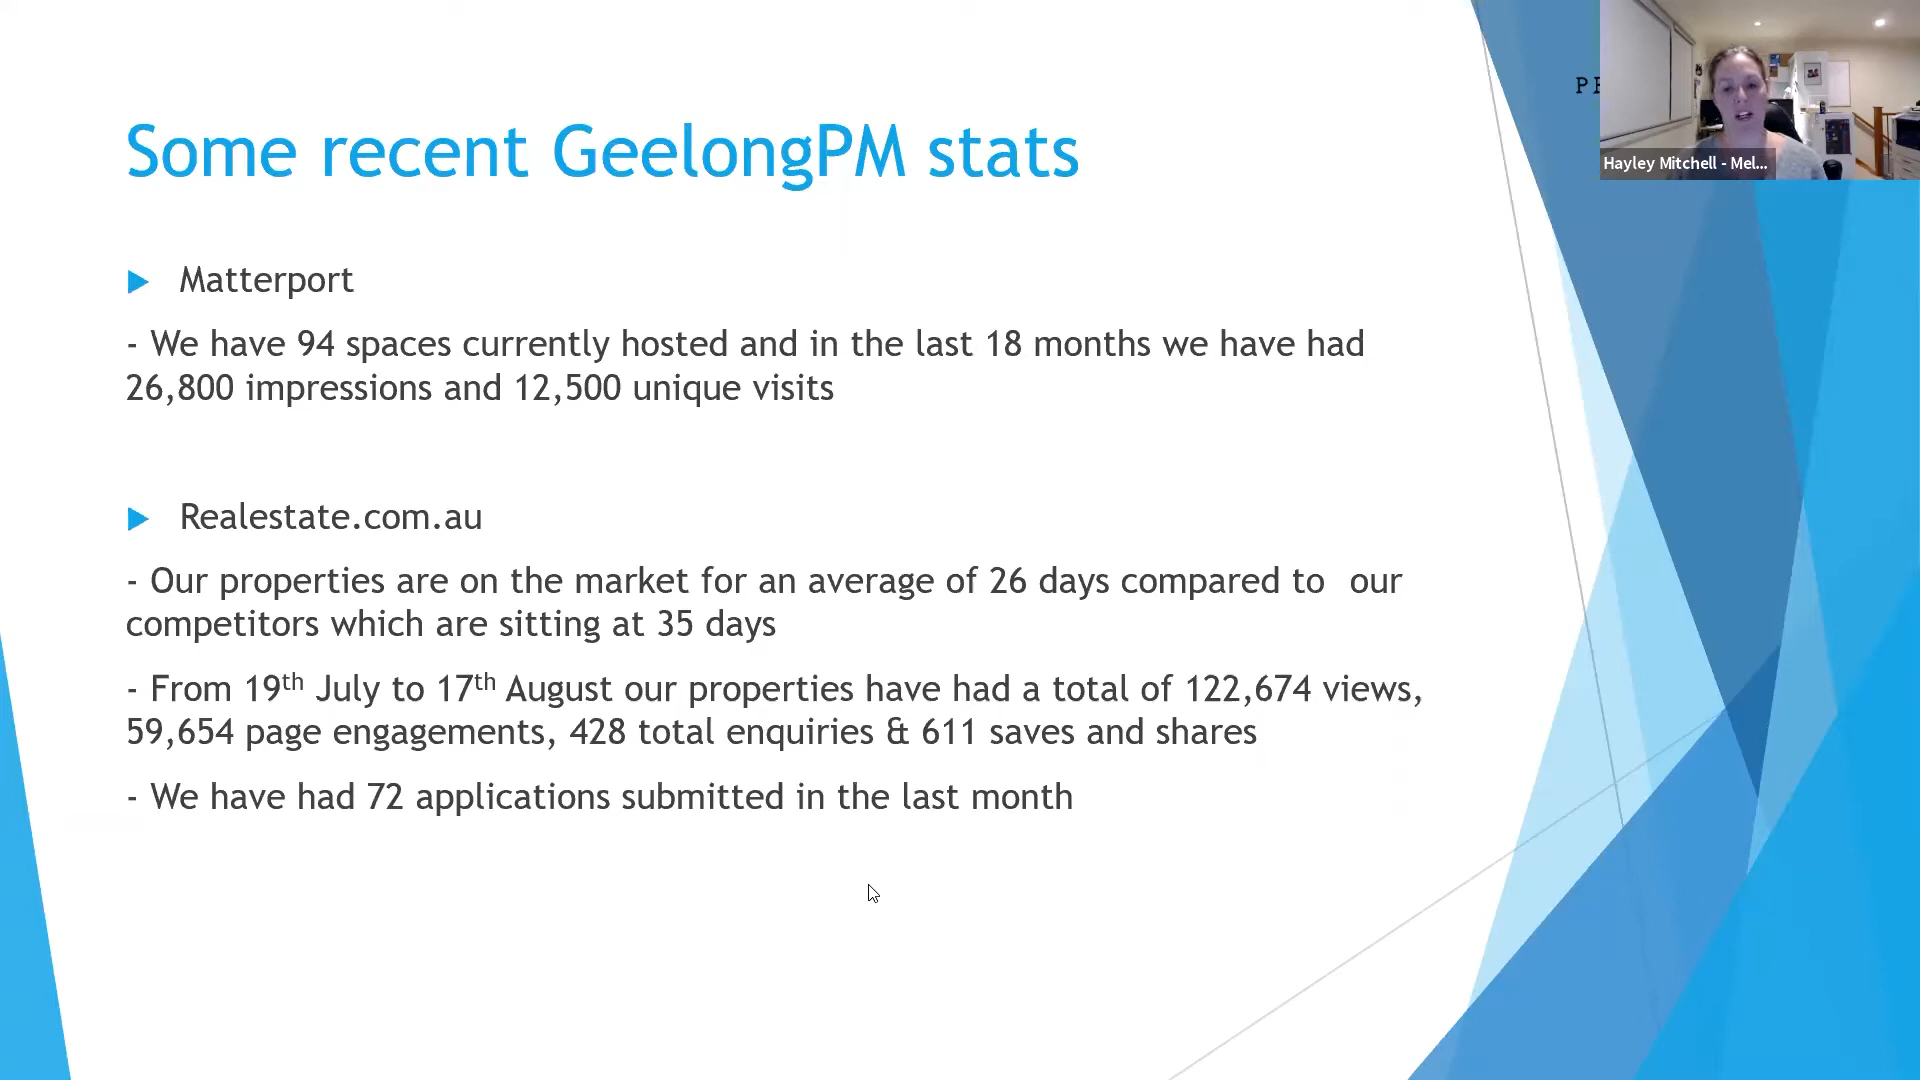 Some recent GeelongPM stats
Matterport
- We have 94 spaces currently hosted and in the last 18 months we have had
26,800 impressions and 12,500 unique visits
Realestate.com.au
- Our properties are on the market for an average of 26 days compared to our
competitors which are sitting at 35 days
- From 19th July to 17th August our properties have had a total of 122,674 views,
59,654 page engagements, 428 total enquiries & 611 saves and shares
- We have had 72 applications submitted in the last month
Hayley Mitchell - Mel...